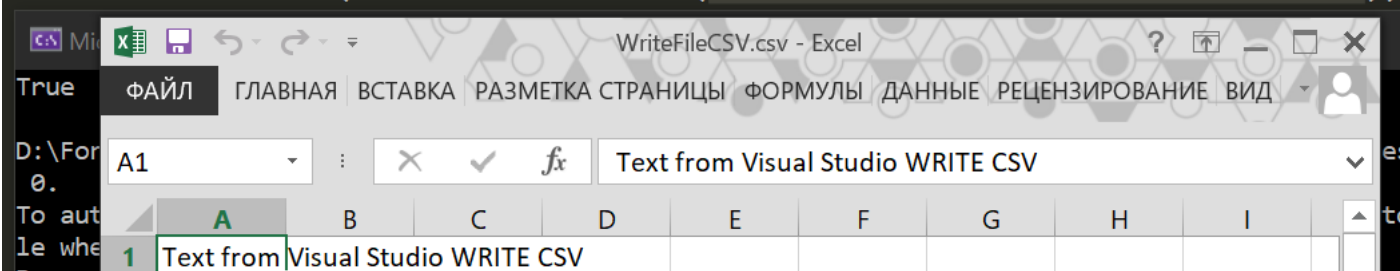 Mi
WriteFileCSV.csv - Excel
?
True
ФАЙЛ ГЛАВНАЯ ВСТАВКА РАЗМЕТКА СТРАНИЦЫ ФОРМУЛЫ ДАННЫЕ РЕЦЕНЗИРОВАНИЕ ВИД
D:\For
A1
fx
Text from Visual Studio WRITE CSV
0.
To aut
A B C D E F G H I
le whe
1 Text from Visual Studio WRITE CSV